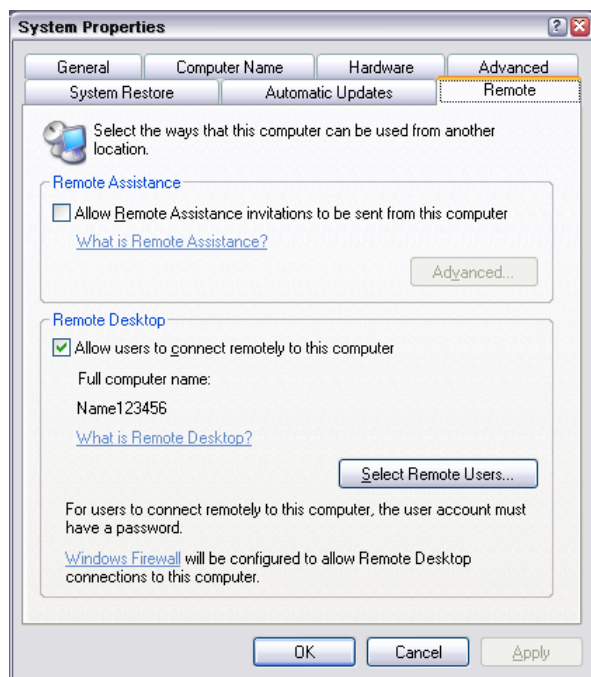 System Properties
General
Computer Name
Hardware
Advanced
System Restore
Automatic Updates
Remote
Select the ways that this computer can be used from another
location.
Remote Assistance
Allow Remote Assistance invitations to be sent from this computer
What is Remote Assistance?
Advanced...
Remote Desktop
Allow users to connect remotely to this computer
Full computer name:
Name123456
What is Remote Desktop?
Select Remote Users...
For users to connect remotely to this computer, the user account must
have a password.
Windows Firewall will be configured to allow Remote Desktop
connections to this computer.
OK
Cancel
Apply